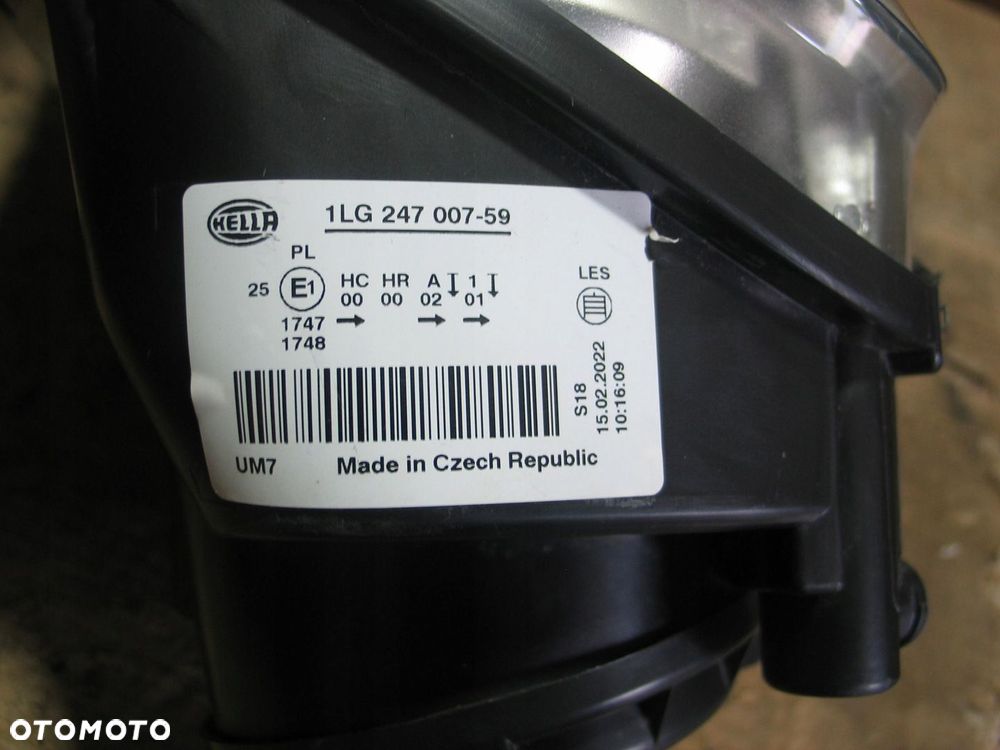 HELLA
1LG 247 007-59
PL
25 E1 HC HR A 1
00 00 02 01
1747 →  →  →
1748
LES
S18
15.02.2022
10:16:09
UM7 Made in Czech Republic
OTOMOTO